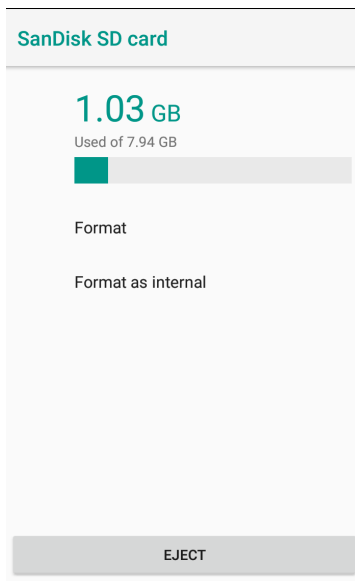 SanDisk SD card
1.03 GB
Used of 7.94 GB
Format
Format as internal
EJECT